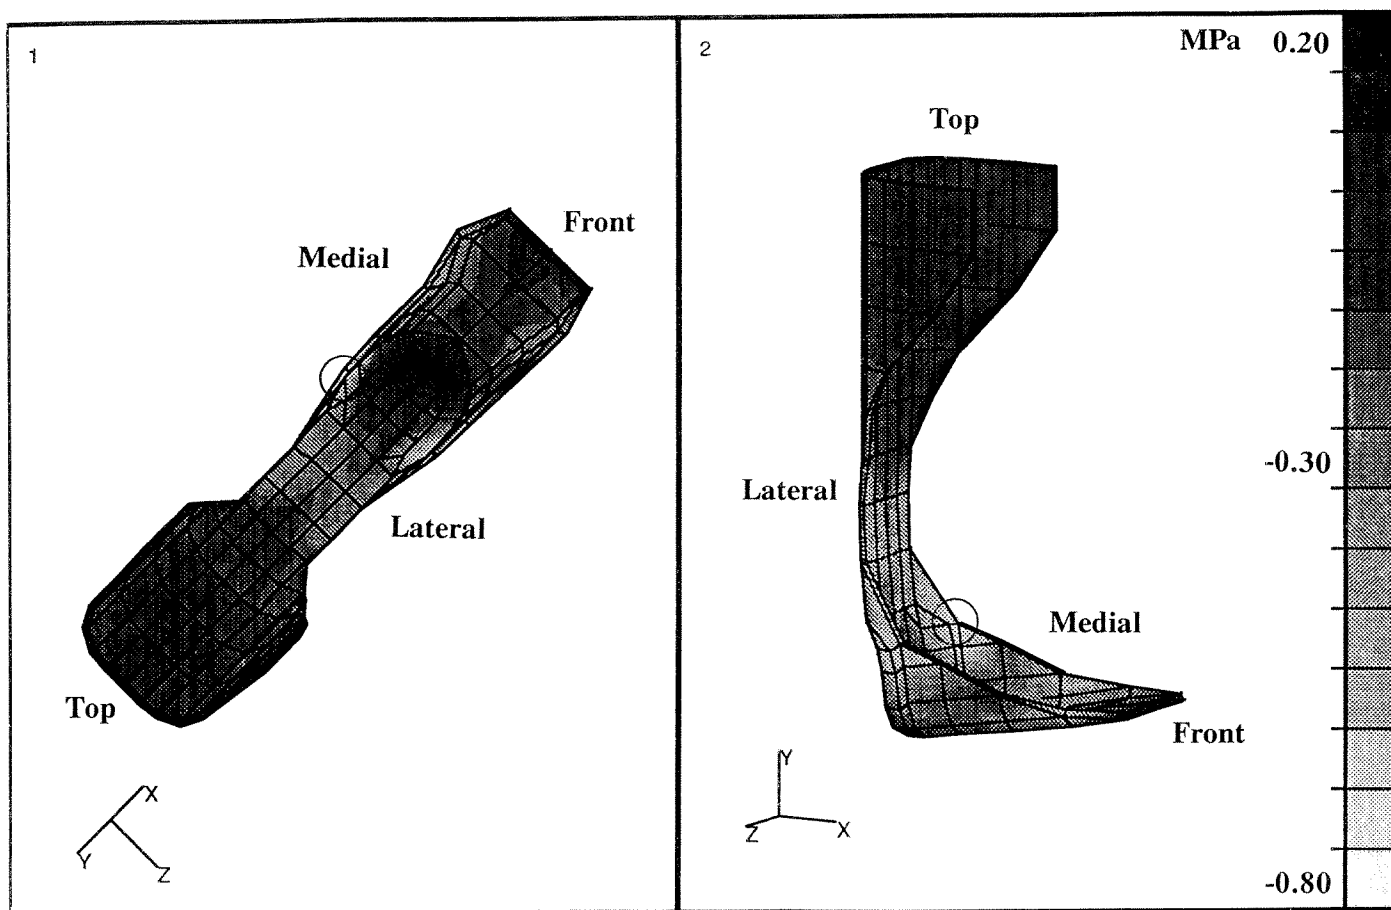 1
Front
Medial
Lateral
Top
X
Y
Z
2
MPa 0.20
Top
-0.30
Lateral
Medial
Front
Y
Z
X
-0.80